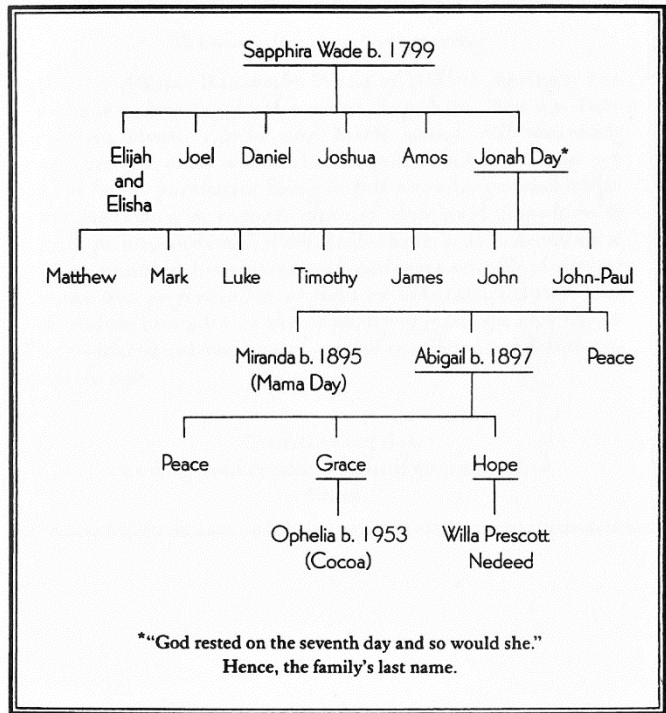 Sapphira Wade b. 1799
Elijah and Elisha Joel Daniel Joshua Amos Jonah Day*
Matthew Mark Luke Timothy James John John-Paul
Miranda b. 1895 (Mama Day) Abigail b. 1897 Peace
Peace Grace Hope
Ophelia b. 1953 (Cocoa) Willa Prescott Nedeed
*“God rested on the seventh day and so would she.”
Hence, the family’s last name.